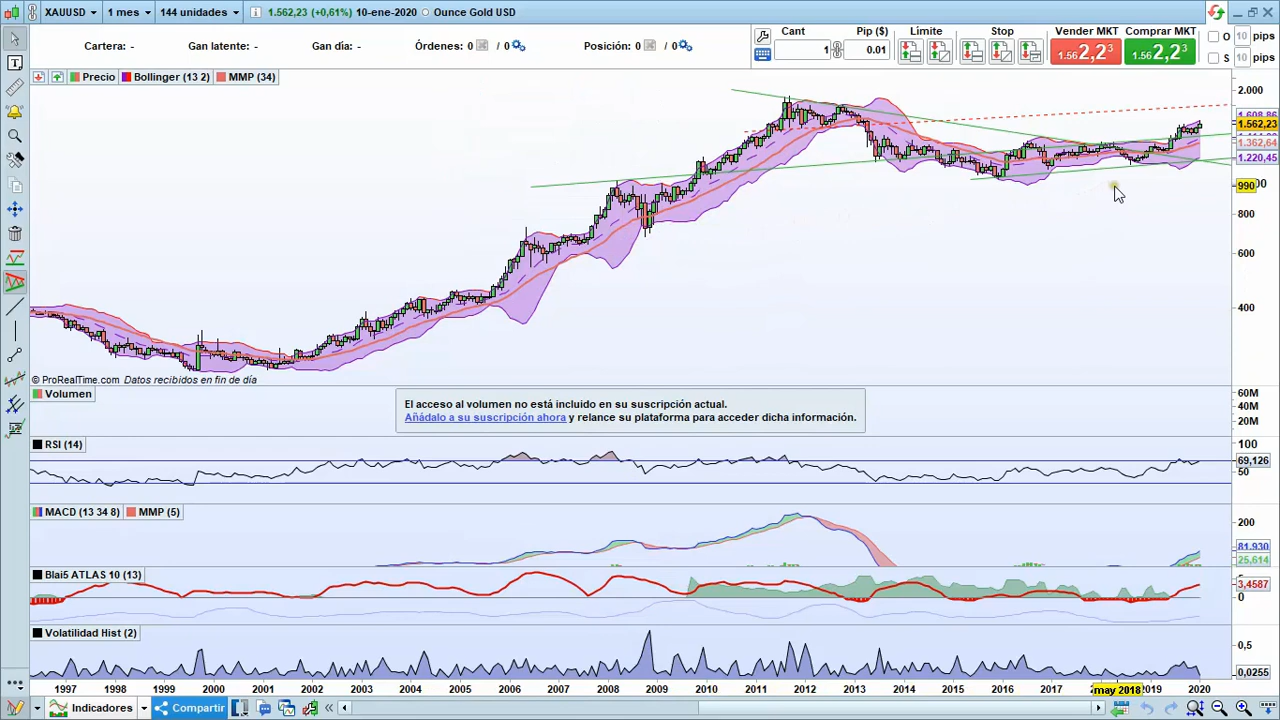 XAUUSD 1 mes 144 unidades 1.562,23 (+0,61%) 10-ene-2020 Ounce Gold USD
Cartera: - Gan latente: - Gan día: - Órdenes: 0 / 0 Posición: 0 / 0
Cant Pip ($) Límite Stop Vender MKT Comprar MKT
1 0.01 1.56 2,2 3 1.56 2,2 3
O 10 pips
S 10 pips
Precio Bollinger (13 2) MMP (34)
2.000
1.608,86
1.562,23
1.362,64
1.220,45
990
800
600
400
© ProRealTime.com Datos recibidos en fin de día
Volumen
El acceso al volumen no está incluido en su suscripción actual.
Añádalo a su suscripción ahora y relance su plataforma para acceder dicha información.
60M
40M
20M
RSI (14)
100
69,126
50
MACD (13 34 8) MMP (5)
200
81,930
25,614
Blai5 ATLAS 10 (13)
3,4587
0
Volatilidad Hist (2)
0,5
0,0255
1997 1998 1999 2000 2001 2002 2003 2004 2005 2006 2007 2008 2009 2010 2011 2012 2013 2014 2015 2016 2017 may 2018 2019 2020
Indicadores Compartir